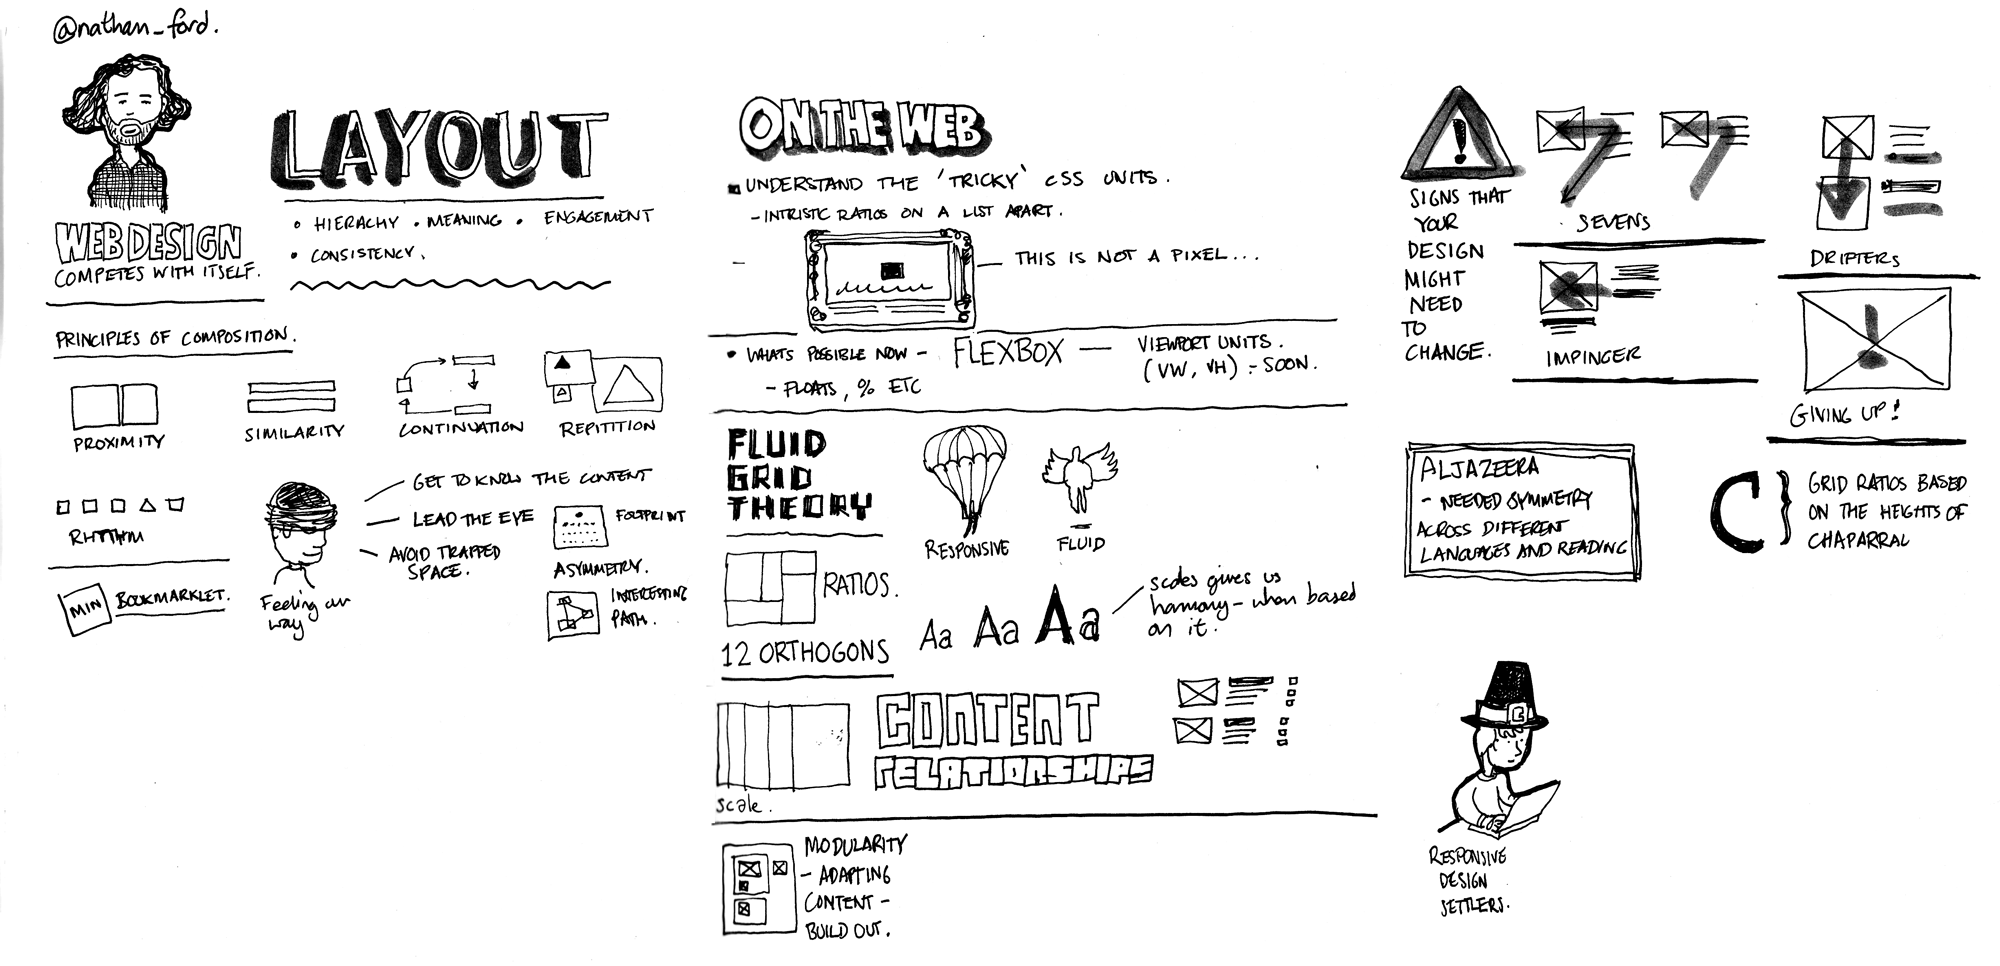 @nathan_ford.
WEB DESIGN
COMPETES WITH ITSELF.
LAYOUT
• HIERACHY • MEANING • ENGAGEMENT
• CONSISTENCY.
PRINCIPLES OF COMPOSITION.
PROXIMITY
SIMILARITY
CONTINUATION
REPITITION
RHYTHM
MIN
BOOKMARKLET.
Feeling our
way
GET TO KNOW THE CONTENT
LEAD THE EYE
AVOID TRAPPED
SPACE.
FOOTPRINT
ASYMMETRY.
INTERESTING
PATH.
ON THE WEB
UNDERSTAND THE 'TRICKY' CSS UNITS.
- INTRISTIC RATIOS ON A LIST APART.
THIS IS NOT A PIXEL...
• WHATS POSSIBLE NOW -
- FLOATS, % ETC
FLEXBOX —
VIEWPORT UNITS.
(VW, VH) :- SOON.
FLUID
GRID
THEORY
RESPONSIVE
FLUID
RATIOS.
12 ORTHOGONS
Aa Aa Aa
scales gives us
harmony - when based
on it.
CONTENT
RELATIONSHIPS
scale.
MODULARITY
- ADAPTING
CONTENT -
BUILD OUT.
!
SIGNS THAT
YOUR
DESIGN
MIGHT
NEED
TO
CHANGE.
SEVENS
IMPINGER
DRIFTERS
GIVING UP!
ALJAZEERA
- NEEDED SYMMETRY
ACROSS DIFFERENT
LANGUAGES AND READING
C }
GRID RATIOS BASED
ON THE HEIGHTS OF
CHAPARRAL
RESPONSIVE
DESIGN
SETTLERS.